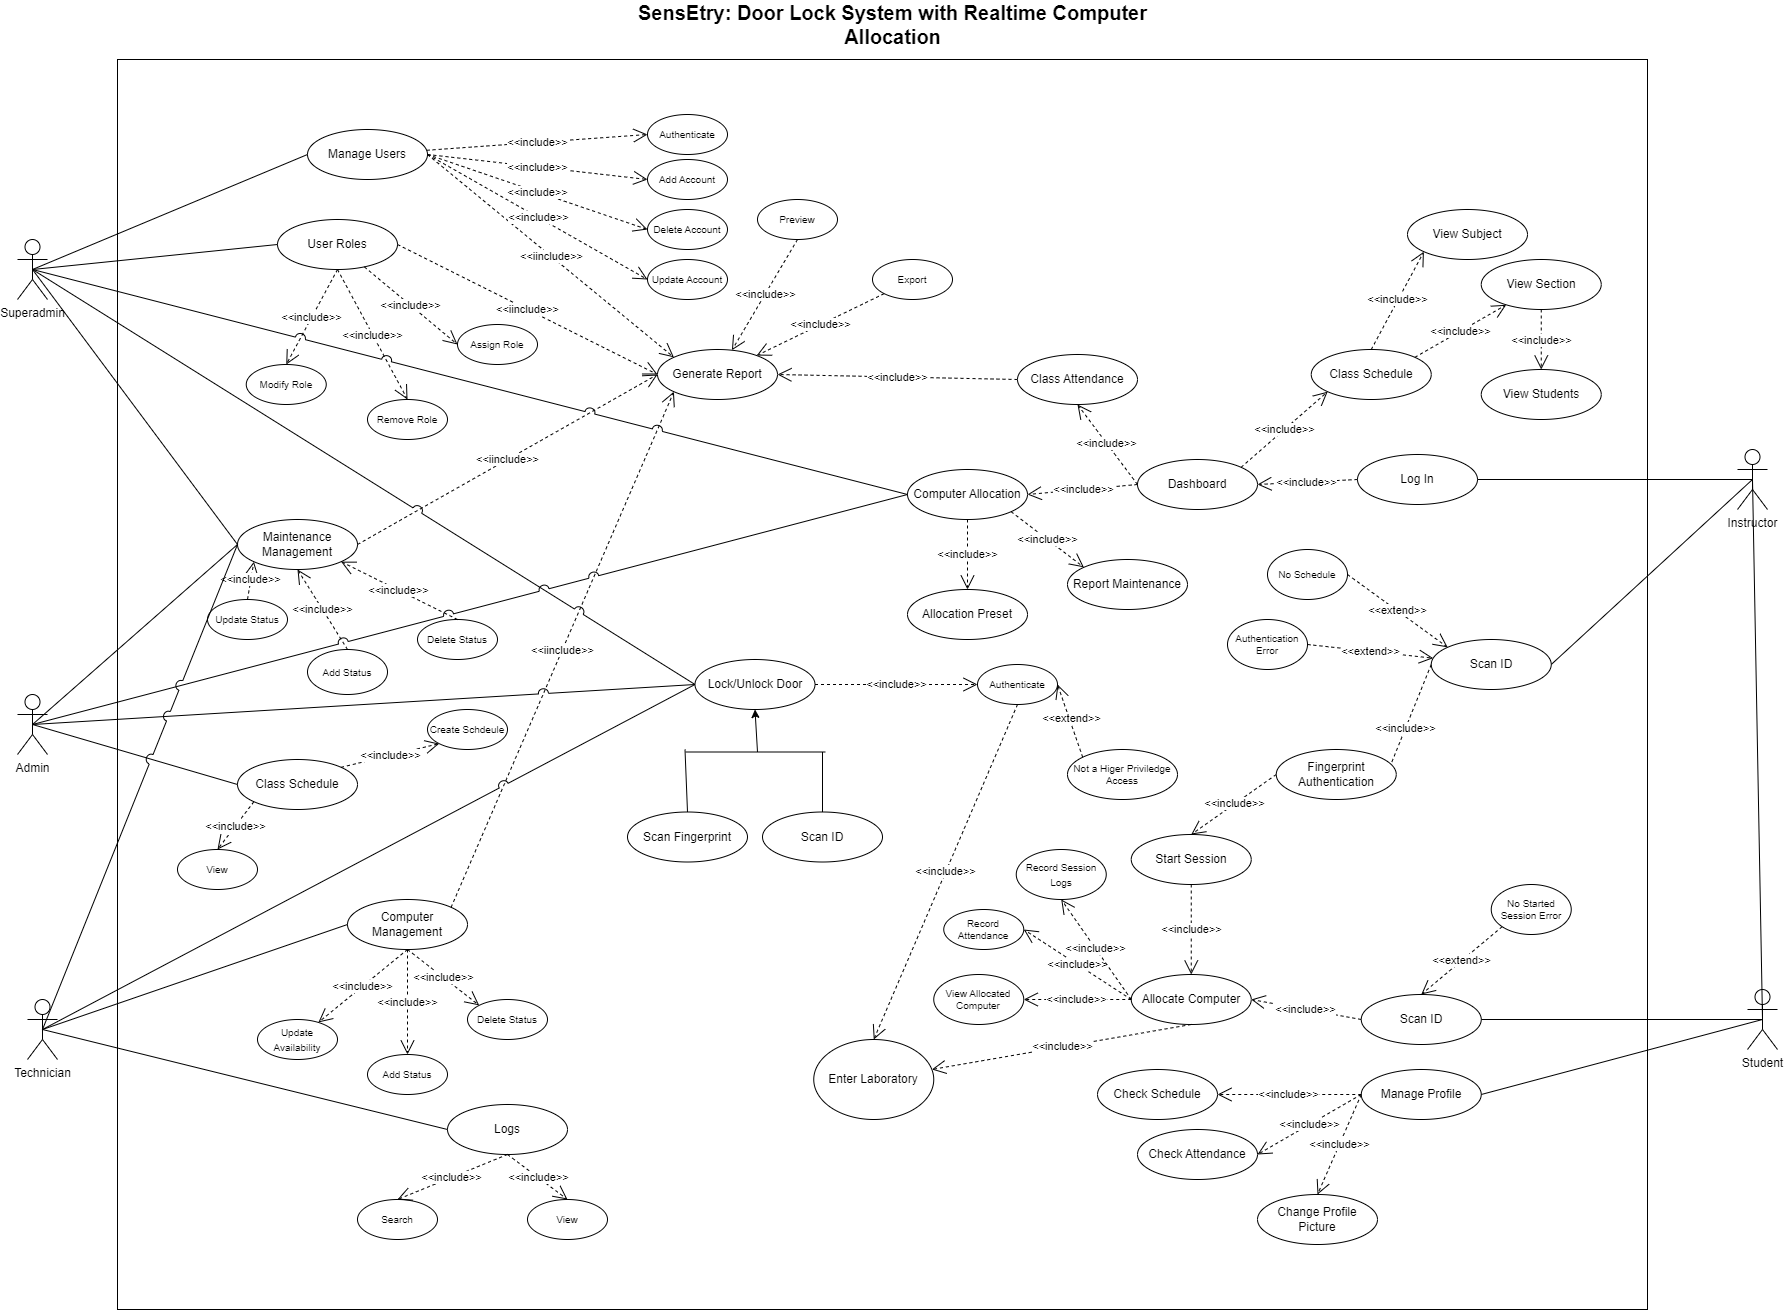 SensEtry: Door Lock System with Realtime Computer
Allocation
Manage Users
<<include>>
Authenticate
<<include>>
Add Account
<<include>>
Delete Account
<<include>>
Update Account
<<iinclude>>
User Roles
<<include>>
Modify Role
<<include>>
Remove Role
<<include>>
Assign Role
<<iinclude>>
Preview
<<include>>
Export
<<include>>
Generate Report
<<include>>
Class Attendance
View Subject
<<include>>
View Section
<<include>>
<<include>>
View Students
Class Schedule
<<include>>
<<include>>
Superadmin
<<iinclude>>
Computer Allocation
<<include>>
Dashboard
<<include>>
Log In
Instructor
<<include>>
Allocation Preset
<<include>>
Report Maintenance
Maintenance
Management
<<include>>
Update Status
<<include>>
Add Status
<<include>>
Delete Status
<<iinclude>>
No Schedule
<<extend>>
Authentication
Error
<<extend>>
Scan ID
<<include>>
Lock/Unlock Door
<<include>>
Authenticate
<<extend>>
Not a Higer Priviledge
Access
Fingerprint
Authentication
<<include>>
Admin
Create Schdeule
<<include>>
Class Schedule
<<include>>
View
Scan Fingerprint
Scan ID
<<include>>
Start Session
<<include>>
Record Session
Logs
<<include>>
Record
Attendance
<<include>>
View Allocated
Computer
<<include>>
Allocate Computer
<<include>>
No Started
Session Error
<<extend>>
Scan ID
Student
Computer
Management
<<include>>
Update
Availability
<<include>>
Add Status
<<include>>
Delete Status
Technician
<<include>>
Enter Laboratory
Check Schedule
<<include>>
Manage Profile
<<include>>
Check Attendance
<<include>>
Change Profile
Picture
Logs
<<include>>
Search
<<include>>
View